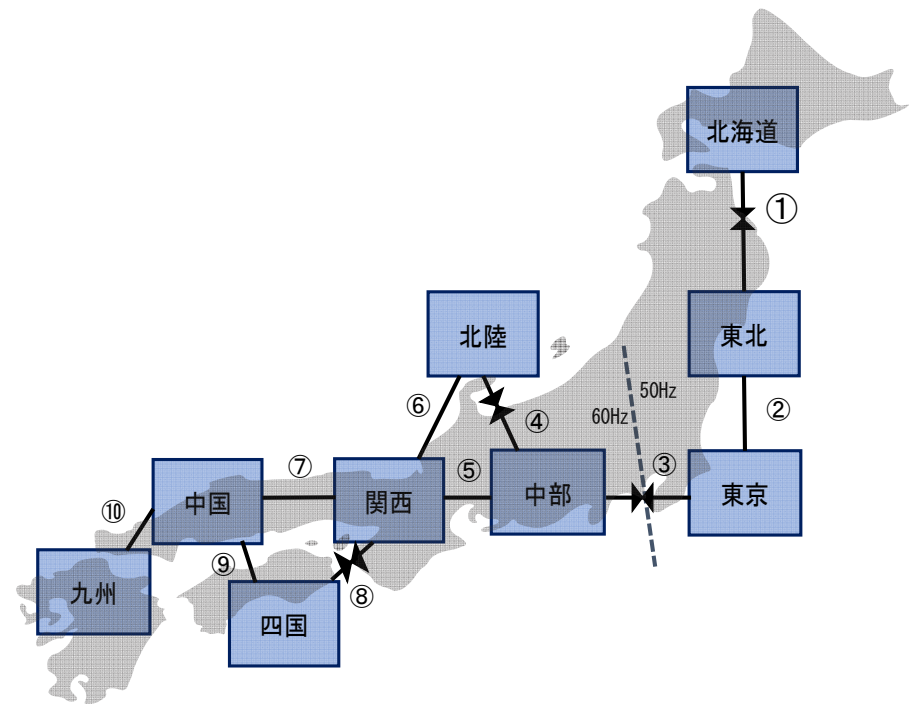 北海道
①
北陸
東北
50Hz
60Hz
⑥
④
②
⑦
⑤
③
中国
関西
中部
東京
⑩
⑨
⑧
九州
四国